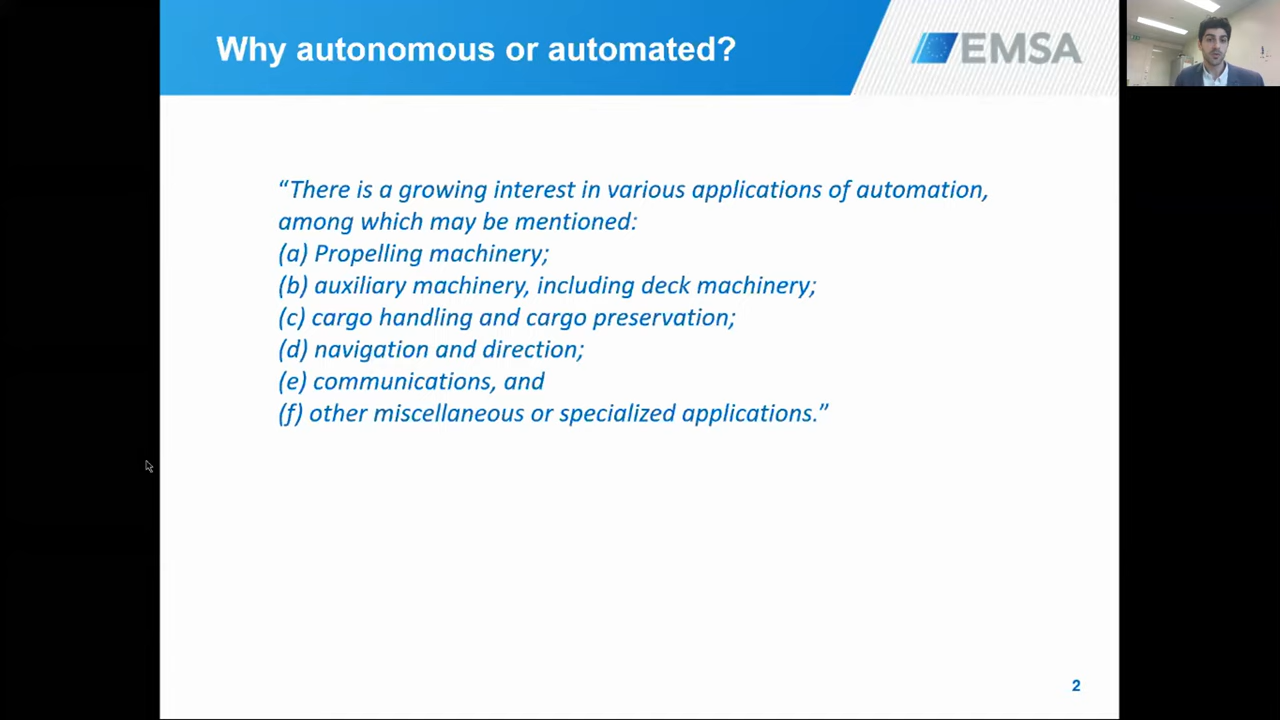 Why autonomous or automated?
EMSA
“There is a growing interest in various applications of automation,
among which may be mentioned:
(a) Propelling machinery;
(b) auxiliary machinery, including deck machinery;
(c) cargo handling and cargo preservation;
(d) navigation and direction;
(e) communications, and
(f) other miscellaneous or specialized applications.”
2